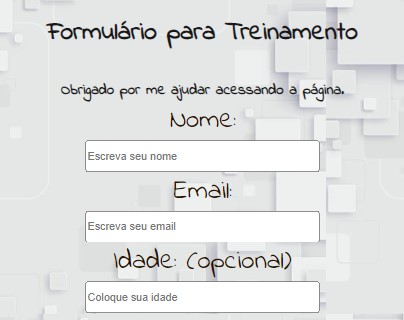 Formulário para Treinamento
Obrigado por me ajudar acessando a página.
Nome:
Escreva seu nome
Email:
Escreva seu email
Idade: (opcional)
Coloque sua idade